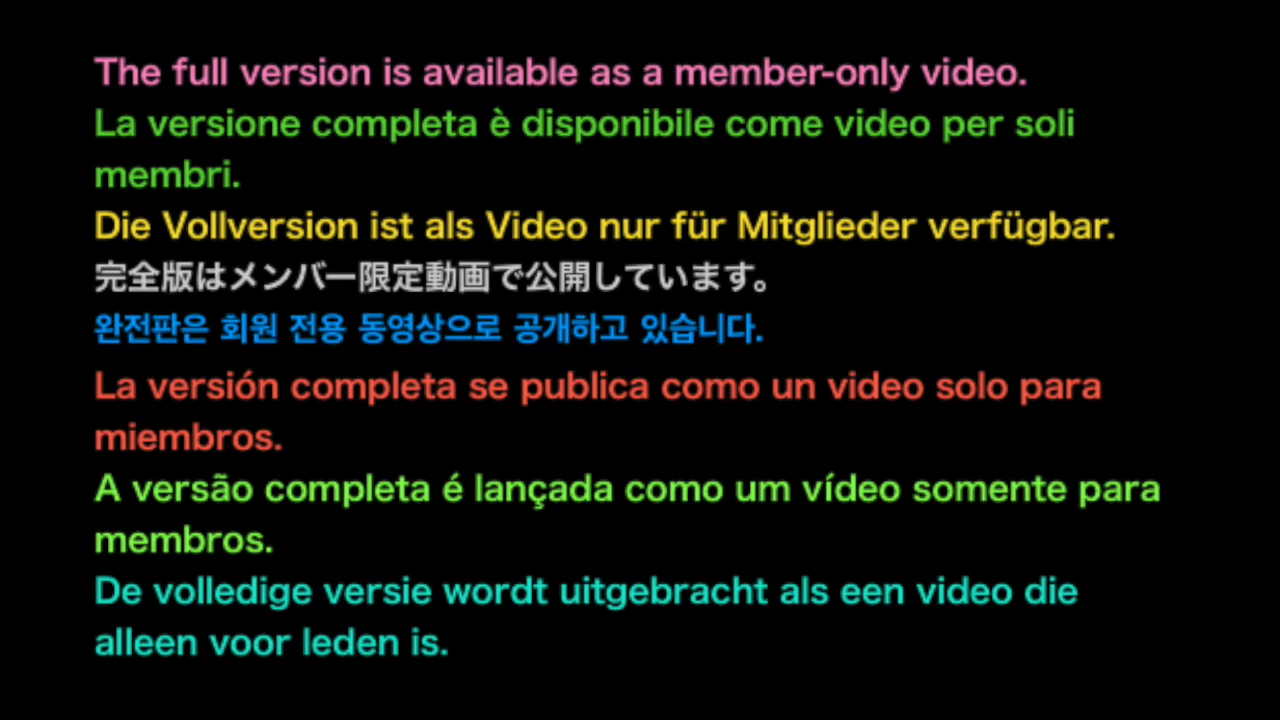 The full version is available as a member-only video.
La versione completa è disponibile come video per soli
membri.
Die Vollversion ist als Video nur für Mitglieder verfügbar.
完全版はメンバー限定動画で公開しています。
완전판은 회원 전용 동영상으로 공개하고 있습니다.
La versión completa se publica como un video solo para
miembros.
A versão completa é lançada como um vídeo somente para
membros.
De volledige versie wordt uitgebracht als een video die
alleen voor leden is.